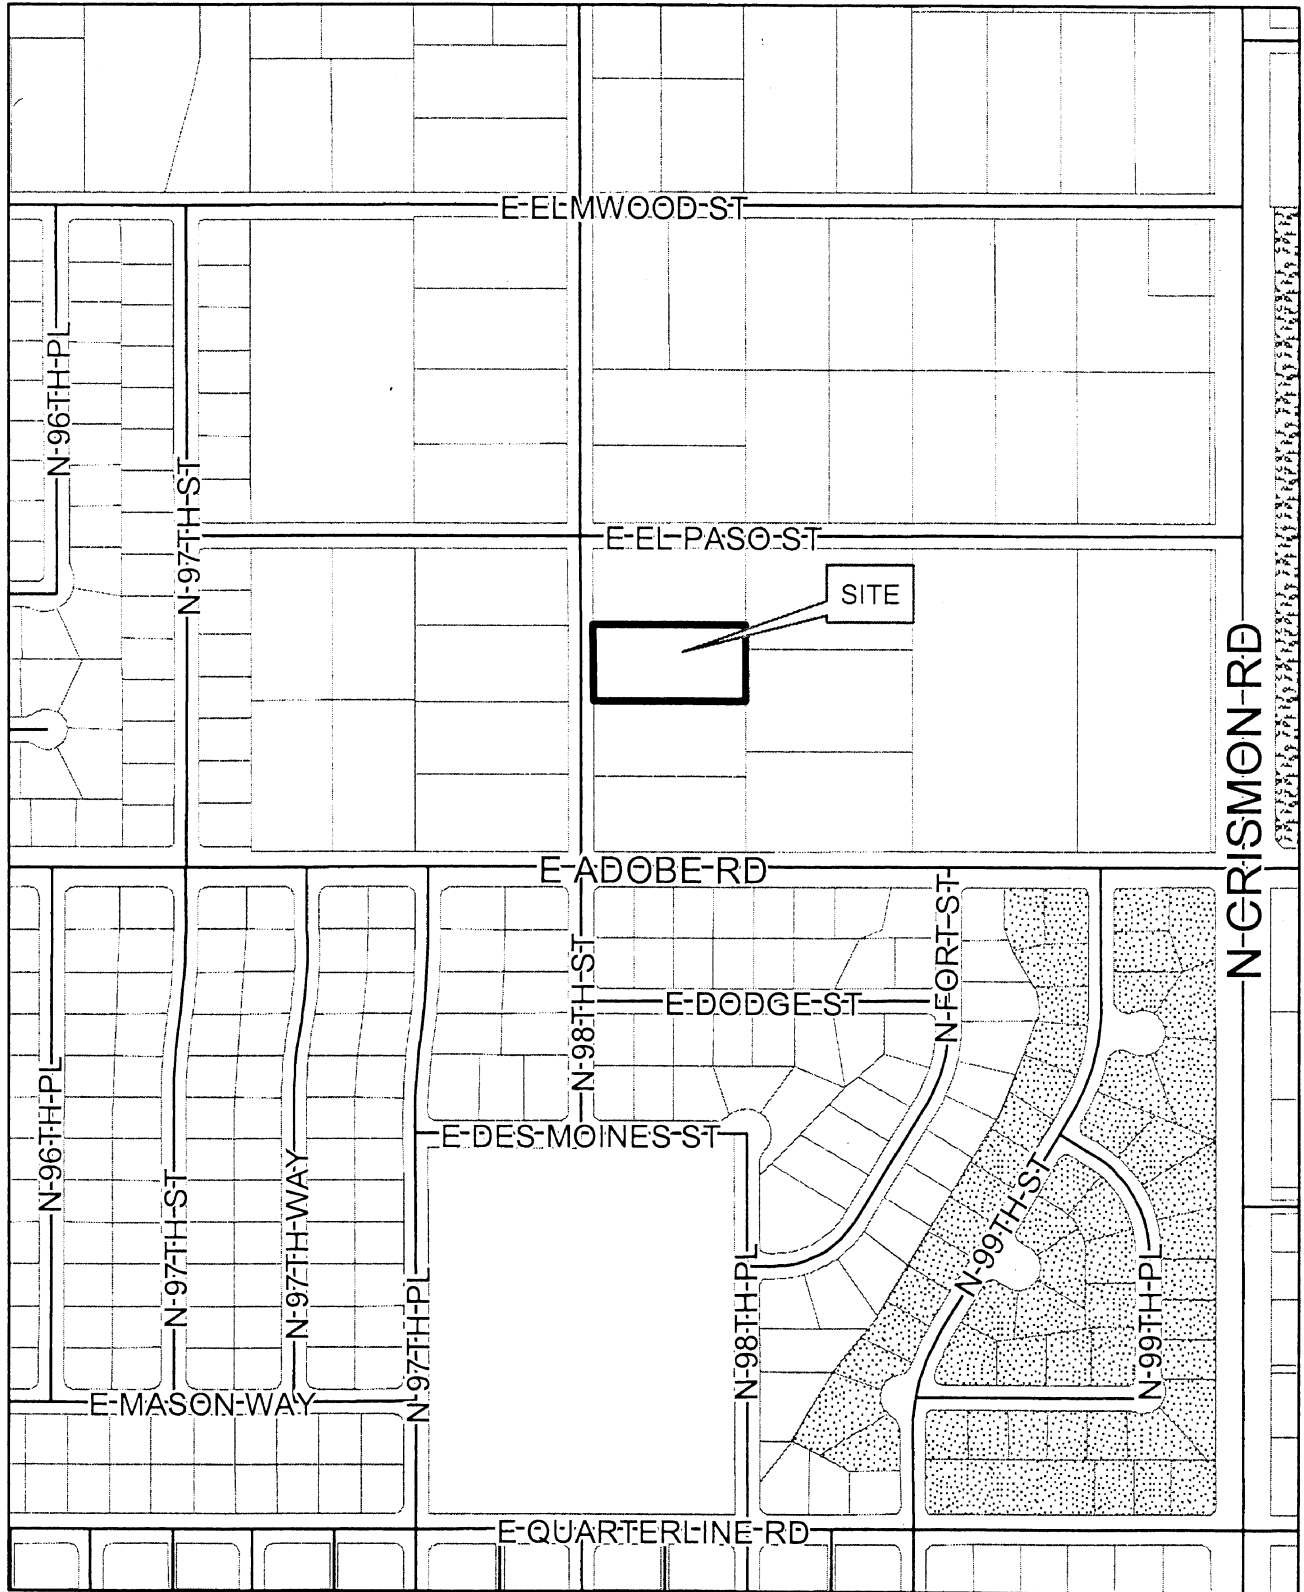 E ELMWOOD ST
N 96TH PL
N 97TH ST
E EL PASO ST
SITE
N CRISMON RD
E ADOBE RD
N 98TH ST
N FORT ST
E DODGE ST
N 96TH PL
E DES MOINES ST
N 97TH ST
N 97TH WAY
N 99TH ST
N 97TH PL
N 98TH PL
N 99TH PL
E MASON WAY
E QUARTERLINE RD